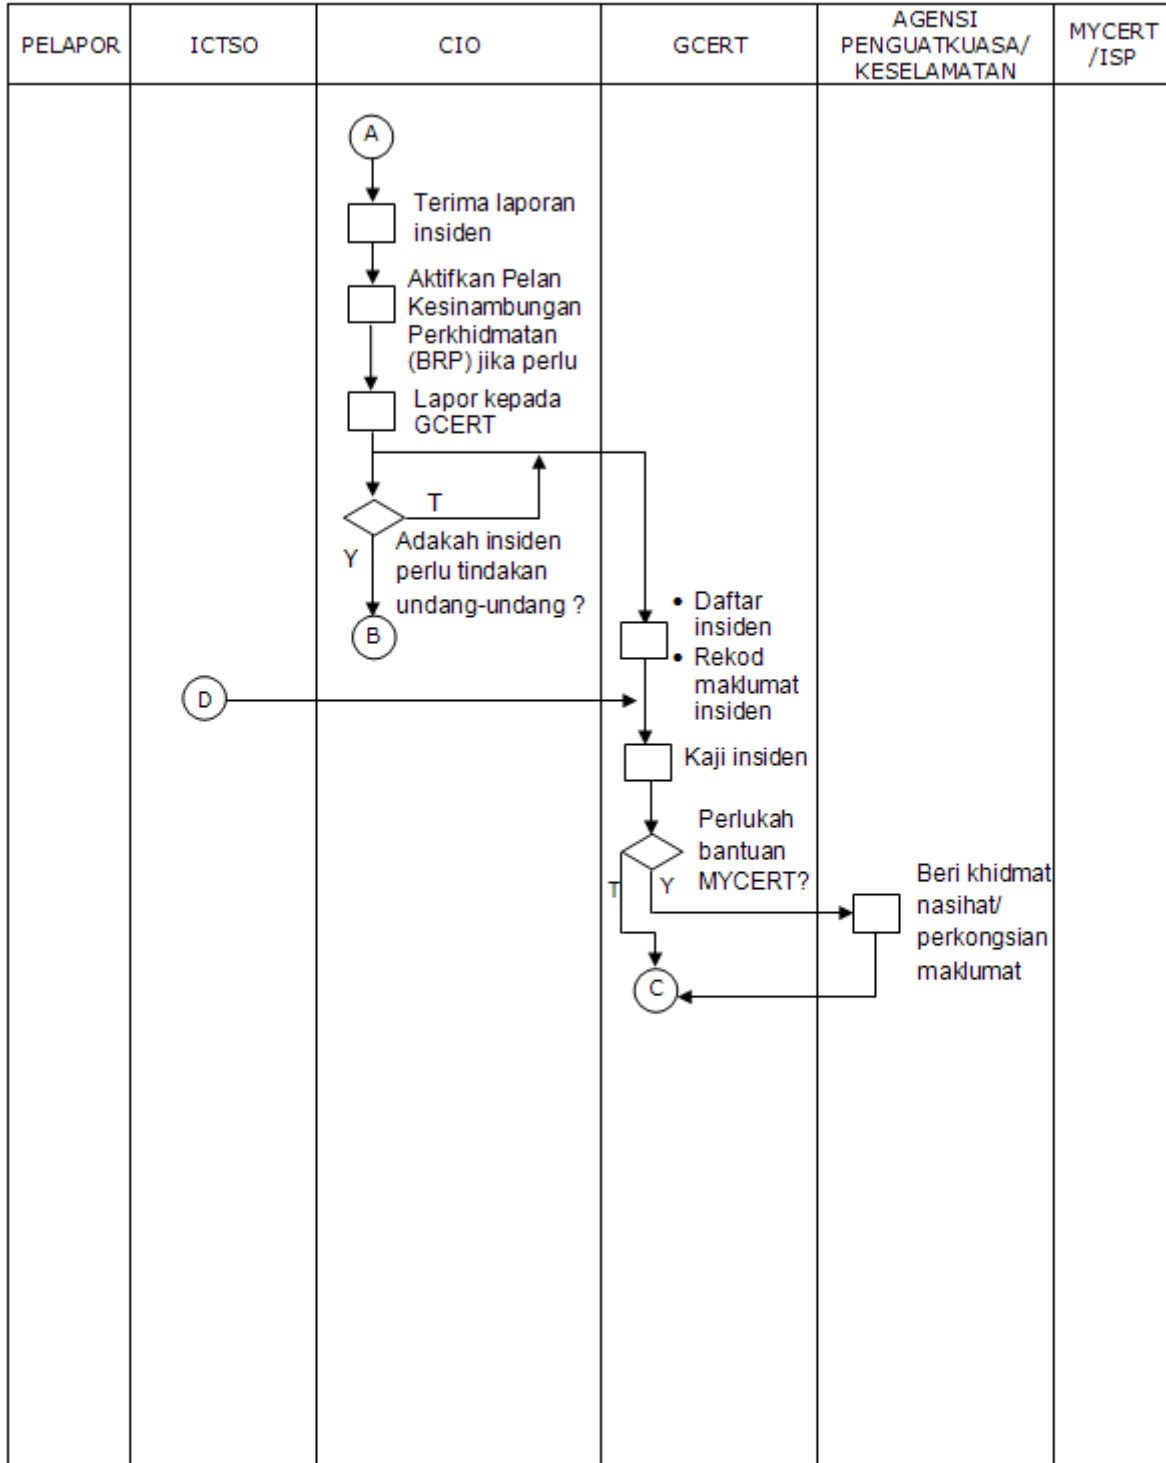 PELAPOR
ICTSO
CIO
GCERT
AGENSI
PENGUATKUASA/
KESELAMATAN
MYCERT
/ISP
A
Terima laporan
insiden
Aktifkan Pelan
Kesinambungan
Perkhidmatan
(BRP) jika perlu
Lapor kepada
GCERT
T
Adakah insiden
Y
perlu tindakan
undang-undang ?
B
• Daftar
insiden
• Rekod
maklumat
insiden
D
Kaji insiden
Perlukah
bantuan
MYCERT?
T
Y
Beri khidmat
nasihat/
perkongsian
maklumat
C